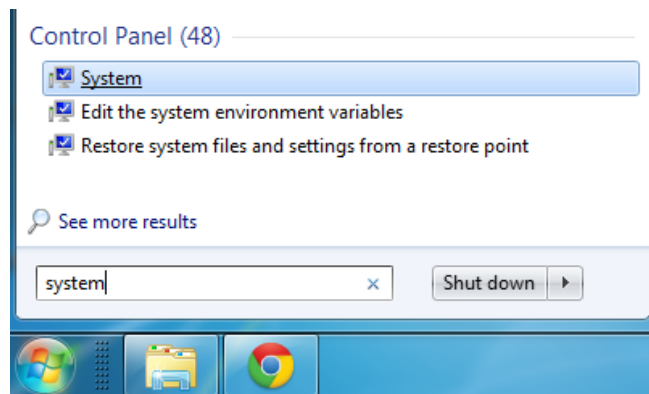 Control Panel (48)
System
Edit the system environment variables
Restore system files and settings from a restore point
See more results
system
Shut down